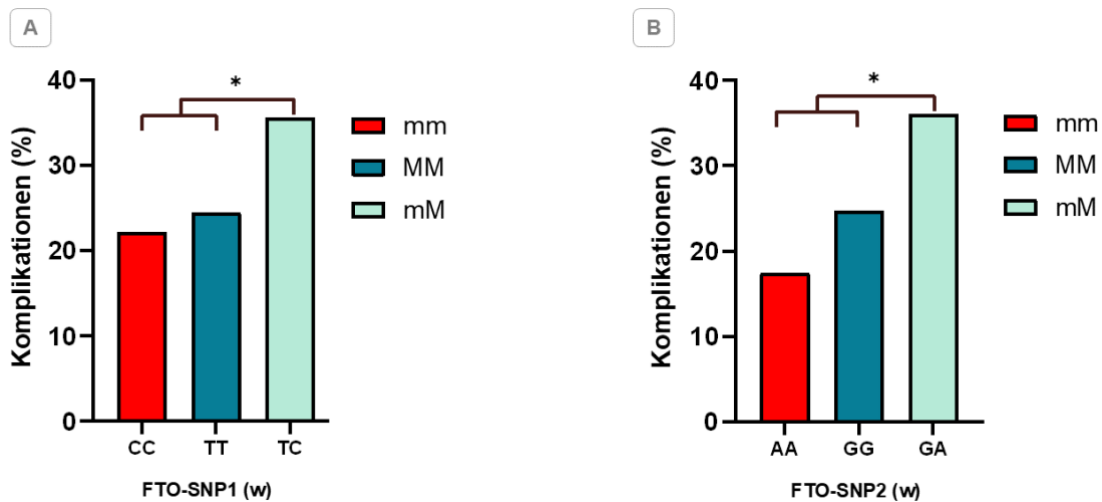 A
40
30
20
10
0
Komplikationen (%)
*
mm
MM
mM
CC TT TC
FTO-SNP1 (w)
B
40
30
20
10
0
Komplikationen (%)
*
mm
MM
mM
AA GG GA
FTO-SNP2 (w)